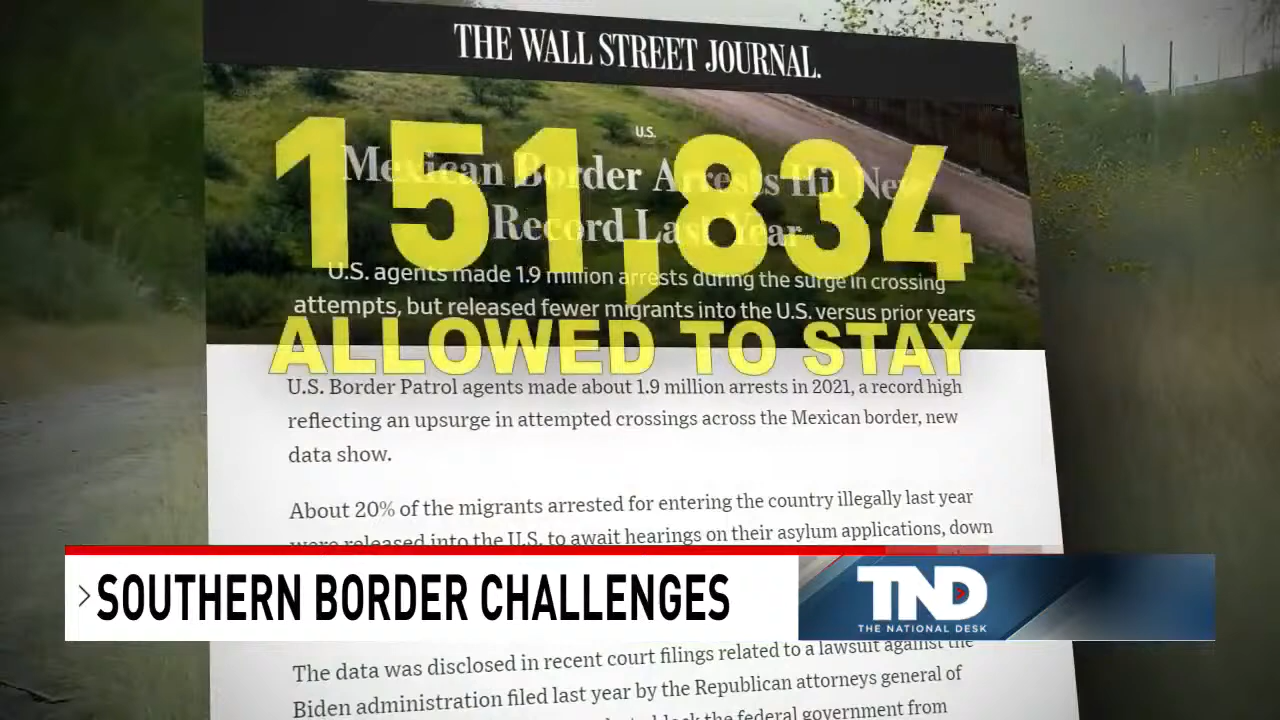 THE WALL STREET JOURNAL.
U.S.
151,834
Mexican Border Arrests Hit New
Record Last Year
U.S. agents made 1.9 million arrests during the surge in crossing
attempts, but released fewer migrants into the U.S. versus prior years
ALLOWED TO STAY
U.S. Border Patrol agents made about 1.9 million arrests in 2021, a record high
reflecting an upsurge in attempted crossings across the Mexican border, new
data show.
About 20% of the migrants arrested for entering the country illegally last year
were released into the U.S. to await hearings on their asylum applications, down
SOUTHERN BORDER CHALLENGES
TND
THE NATIONAL DESK
The data was disclosed in recent court filings related to a lawsuit against the
Biden administration filed last year by the Republican attorneys general of
block the federal government from